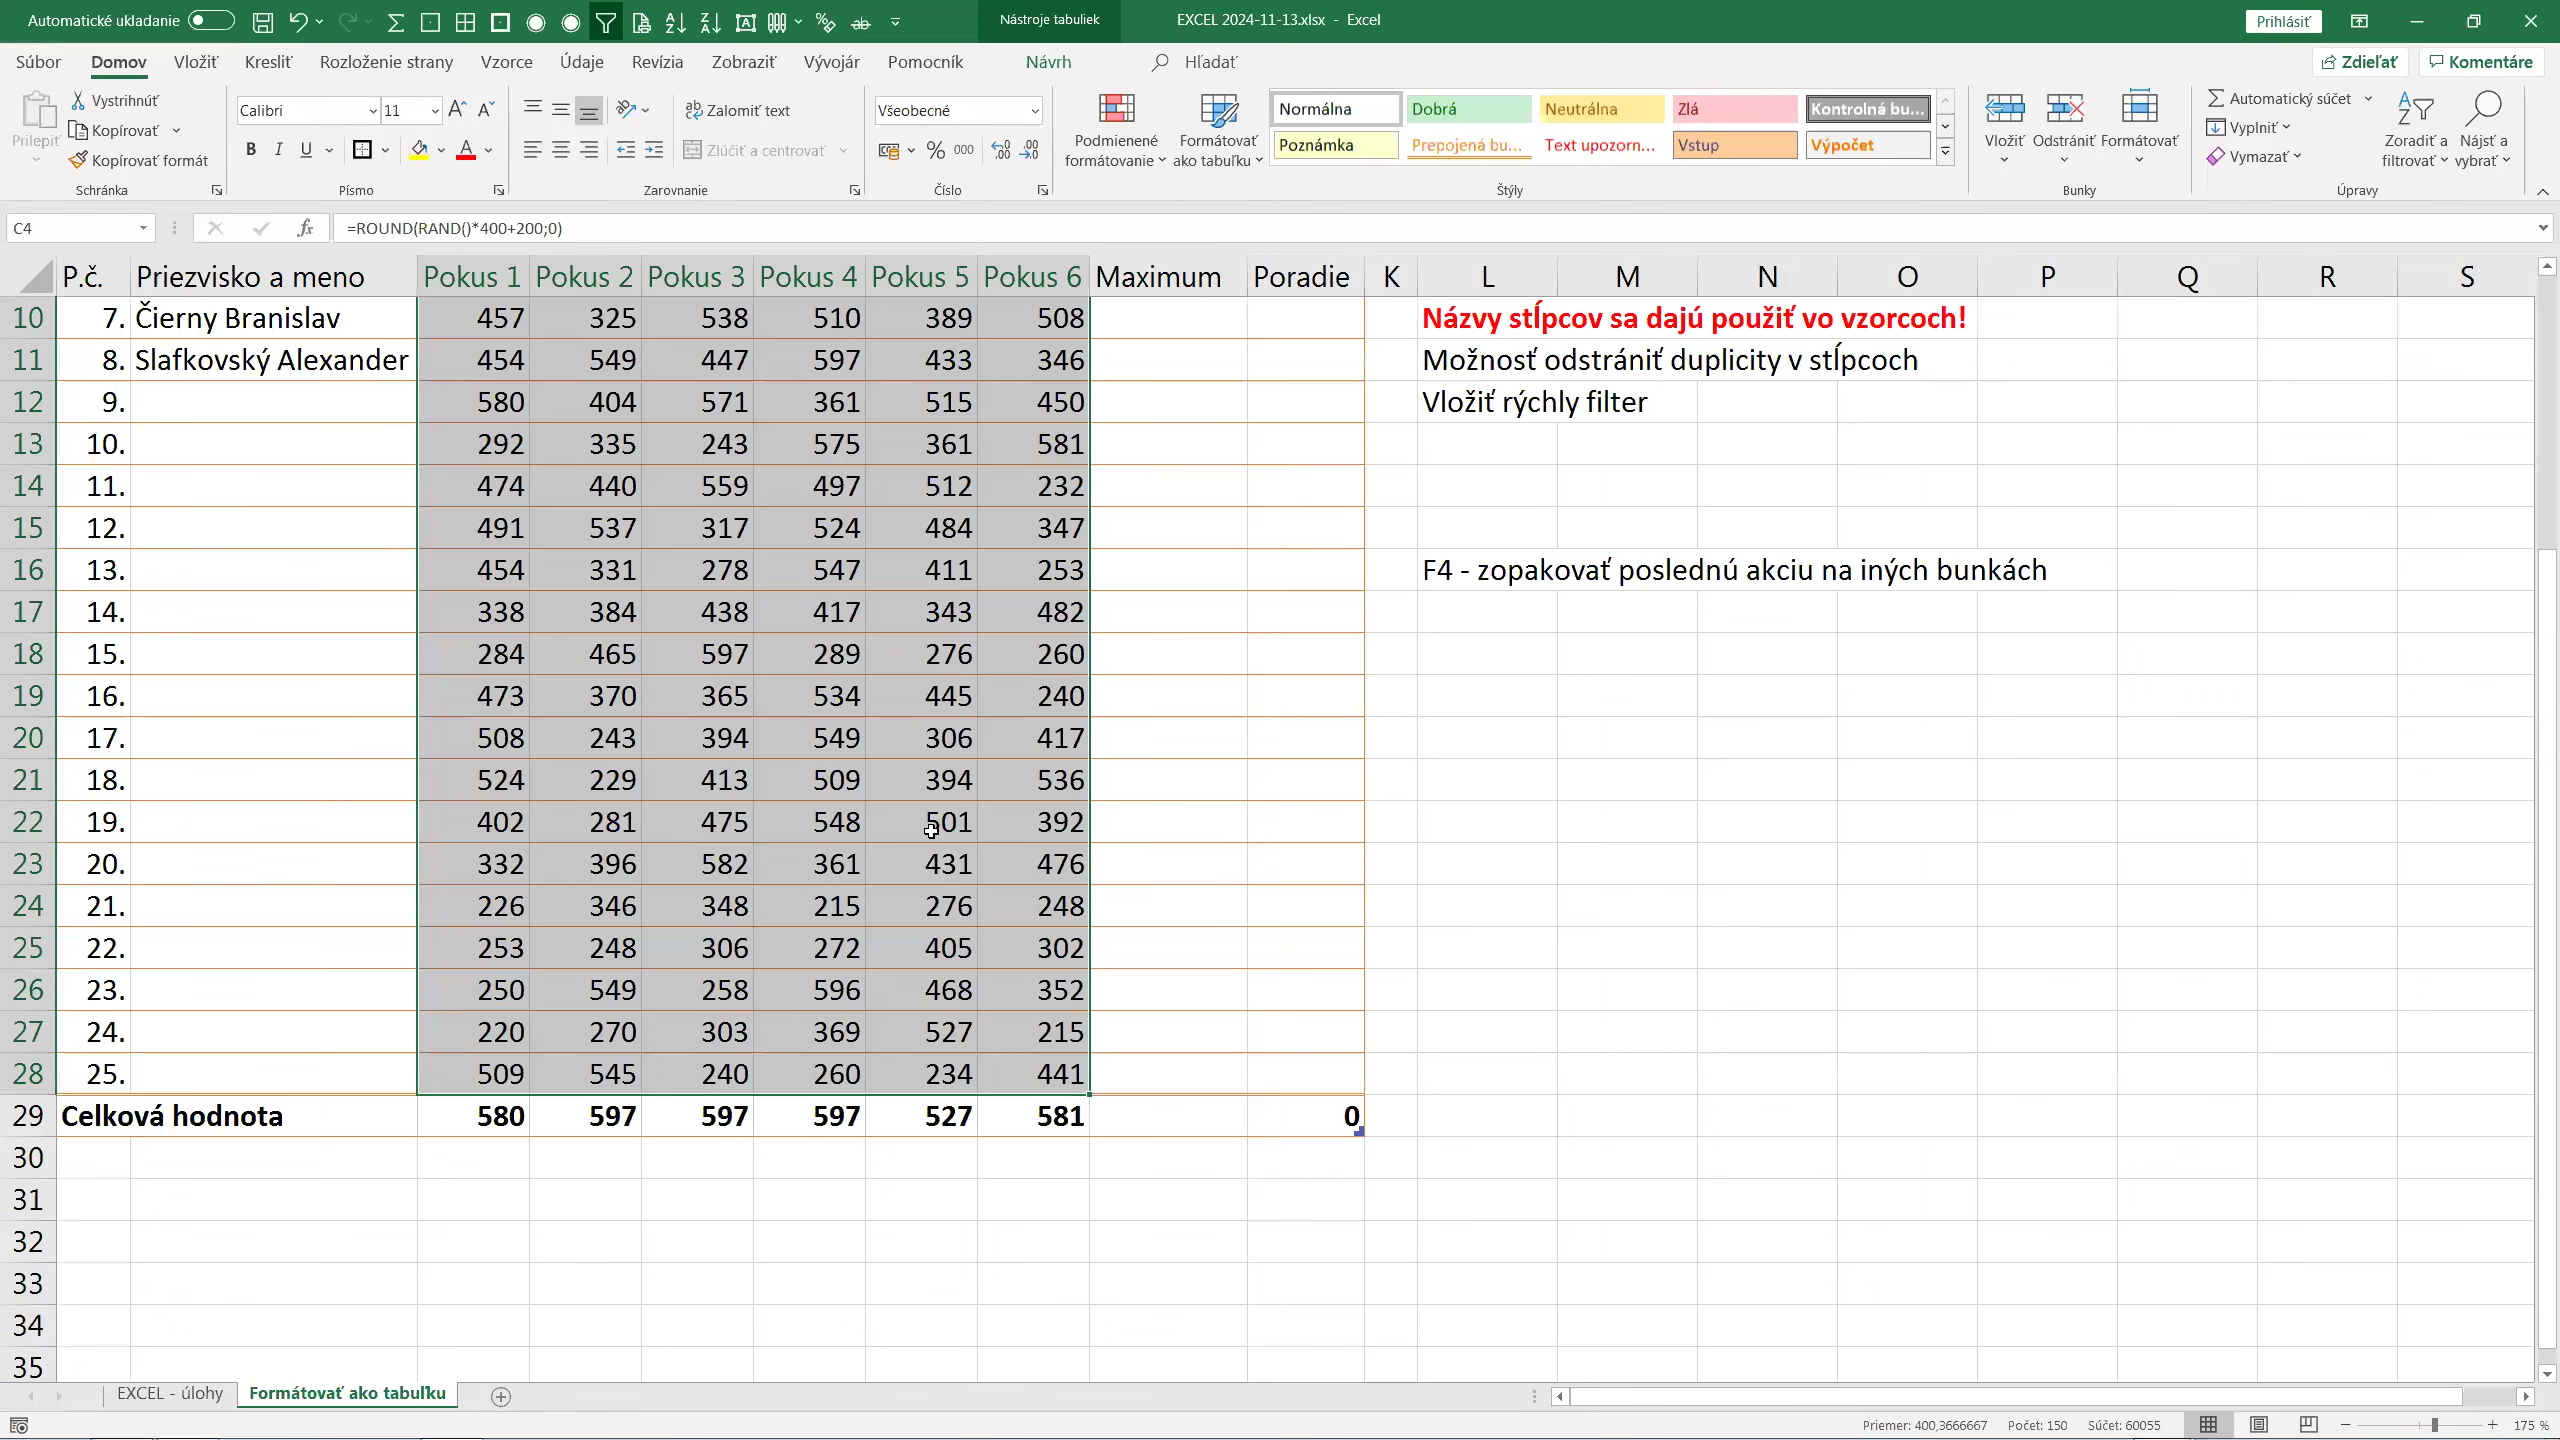 Automatické ukladanie
Nástroje tabuliek
EXCEL 2024-11-13.xlsx - Excel
Prihlásiť
Súbor Domov Vložiť Kresliť Rozloženie strany Vzorce Údaje Revízia Zobraziť Vývojár Pomocník Návrh Hľadať Zdieľať Komentáre
Prilepiť
Vystrihnúť
Kopírovať
Kopírovať formát
Schránka
Calibri 11
B I U
Písmo
Zalomiť text
Zlúčiť a centrovať
Zarovnanie
Všeobecné
% 000
Číslo
Podmienené formátovanie
Formátovať ako tabuľku
Normálna Dobrá Neutrálna Zlá Kontrolná bu...
Poznámka Prepojená bu... Text upozorn... Vstup Výpočet
Štýly
Vložiť Odstrániť Formátovať
Bunky
Automatický súčet
Vyplniť
Vymazať
Zoradiť a filtrovať
Nájsť a vybrať
Úpravy
C4 fx =ROUND(RAND()*400+200;0)
P.č. Priezvisko a meno Pokus 1 Pokus 2 Pokus 3 Pokus 4 Pokus 5 Pokus 6 Maximum Poradie K L M N O P Q R S
10 7. Čierny Branislav 457 325 538 510 389 508 Názvy stĺpcov sa dajú použiť vo vzorcoch!
11 8. Slafkovský Alexander 454 549 447 597 433 346 Možnosť odstrániť duplicity v stĺpcoch
12 9. 580 404 571 361 515 450 Vložiť rýchly filter
13 10. 292 335 243 575 361 581
14 11. 474 440 559 497 512 232
15 12. 491 537 317 524 484 347
16 13. 454 331 278 547 411 253 F4 - zopakovať poslednú akciu na iných bunkách
17 14. 338 384 438 417 343 482
18 15. 284 465 597 289 276 260
19 16. 473 370 365 534 445 240
20 17. 508 243 394 549 306 417
21 18. 524 229 413 509 394 536
22 19. 402 281 475 548 501 392
23 20. 332 396 582 361 431 476
24 21. 226 346 348 215 276 248
25 22. 253 248 306 272 405 302
26 23. 250 549 258 596 468 352
27 24. 220 270 303 369 527 215
28 25. 509 545 240 260 234 441
29 Celková hodnota 580 597 597 597 527 581 0
30
31
32
33
34
35
EXCEL - úlohy Formátovať ako tabuľku
Priemer: 400,3666667 Počet: 150 Súčet: 60055 175 %